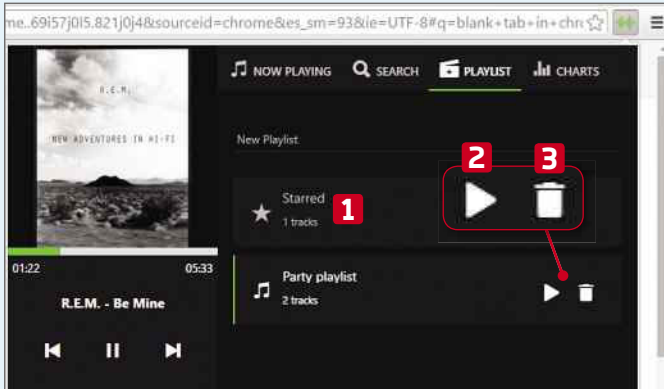 me..69i57j0i5.821j0j4&sourceid=chrome&es_sm=93&ie=UTF-8#q=blank+tab+in+chr
NOW PLAYING SEARCH PLAYLIST CHARTS
R.E.M.
NEW ADVENTURES IN HI-FI
New Playlist
2 3
Starred
1
1 tracks
01:22 05:33
Party playlist
2 tracks
R.E.M. - Be Mine